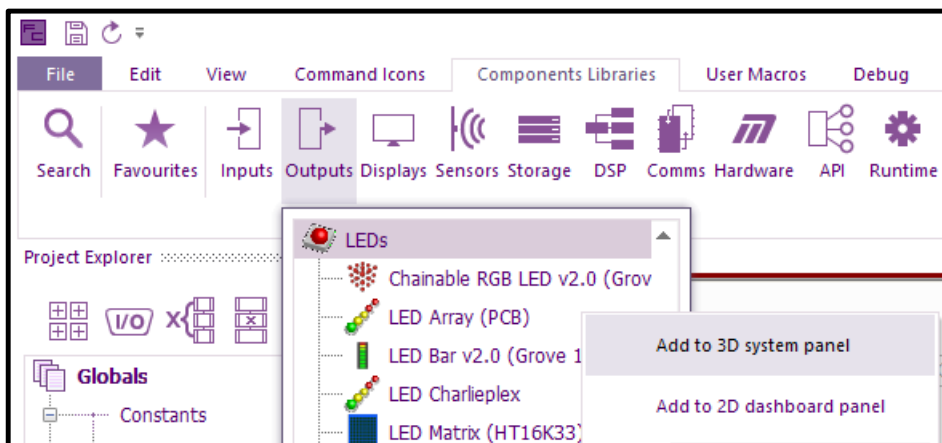 FC
File Edit View Command Icons Components Libraries User Macros Debug
Search Favourites Inputs Outputs Displays Sensors Storage DSP Comms Hardware API Runtime
LEDs
Project Explorer
Chainable RGB LED v2.0 (Grov
I/O X
LED Array (PCB)
Add to 3D system panel
LED Bar v2.0 (Grove 1
Globals
LED Charlieplex
Add to 2D dashboard panel
Constants
LED Matrix (HT16K33)